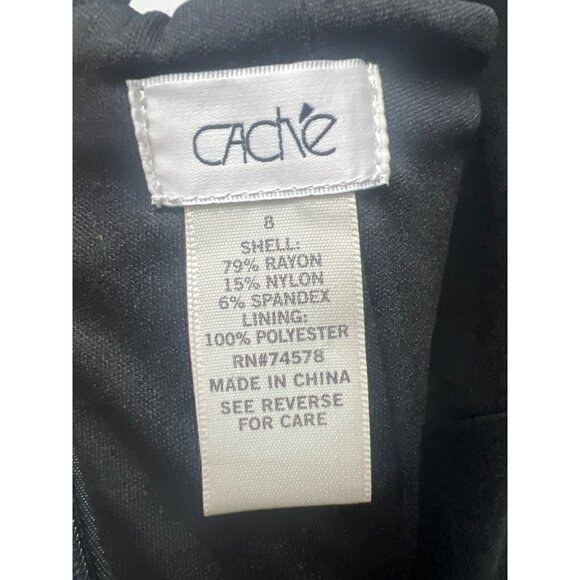 CAChé
8
SHELL:
79% RAYON
15% NYLON
6% SPANDEX
LINING:
100% POLYESTER
RN#74578
MADE IN CHINA
SEE REVERSE
FOR CARE